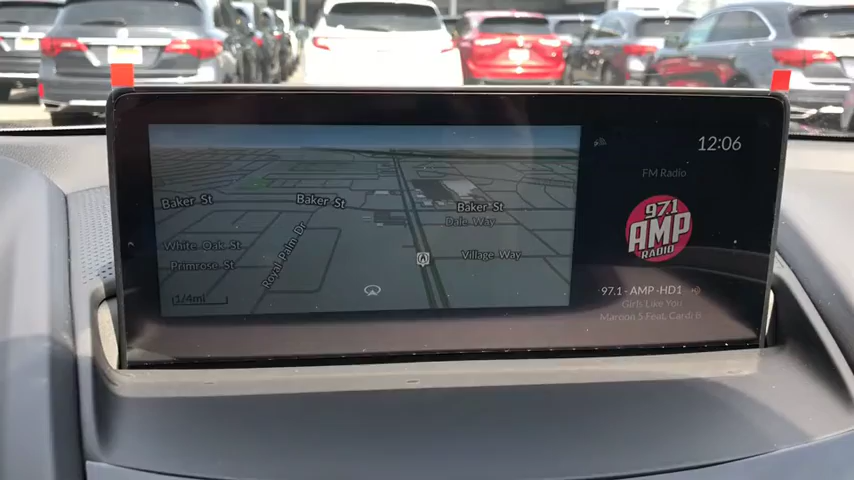 12:06
FM Radio
97.1
AMP
RADIO
97.1 - AMP -HD1
Girls Like You
Maroon 5 Feat. Cardi B
Baker St
Baker St
Baker St
Dale Way
White Oak St
Royal Palm Dr
Village Way
Primrose St
1/4mi